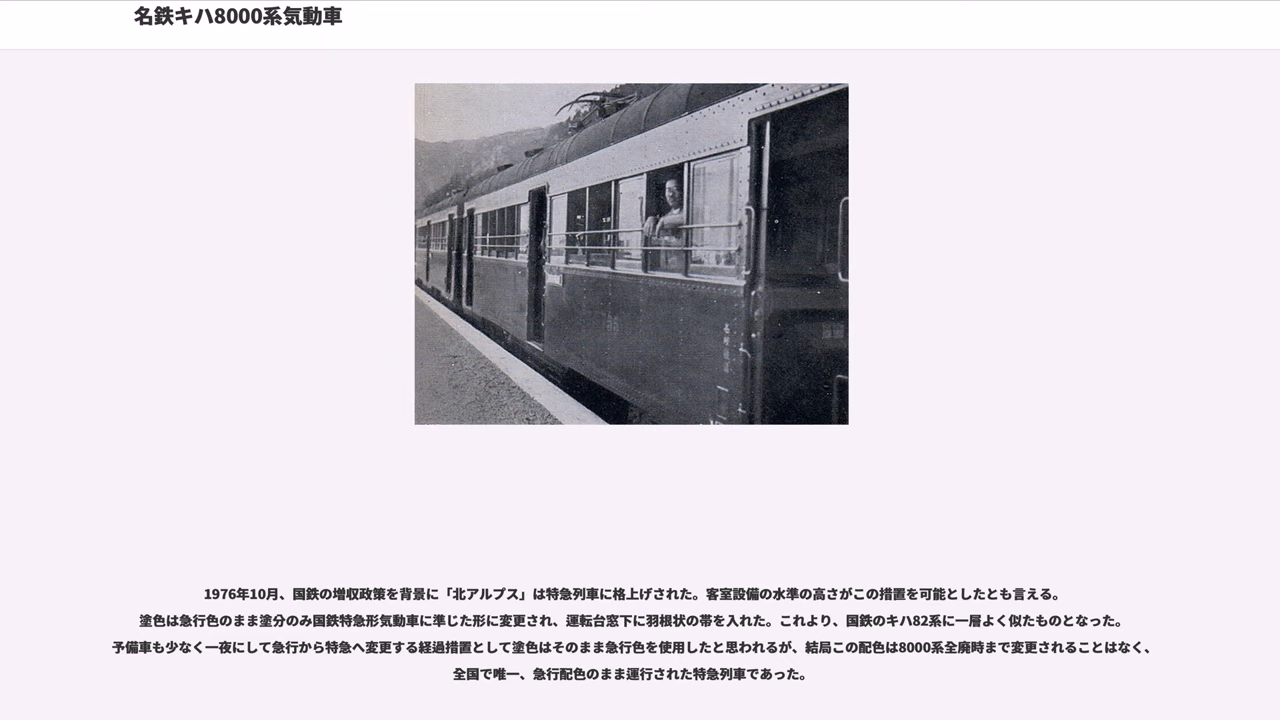 名鉄キハ8000系気動車
1976年10月、国鉄の増収政策を背景に「北アルプス」は特急列車に格上げされた。客室設備の水準の高さがこの措置を可能としたとも言える。
塗色は急行色のまま塗分のみ国鉄特急形気動車に準じた形に変更され、運転台窓下に羽根状の帯を入れた。これより、国鉄のキハ82系に一層よく似たものとなった。
予備車も少なく一夜にして急行から特急へ変更する経過措置として塗色はそのまま急行色を使用したと思われるが、結局この配色は8000系全廃時まで変更されることはなく、
全国で唯一、急行配色のまま運行された特急列車であった。